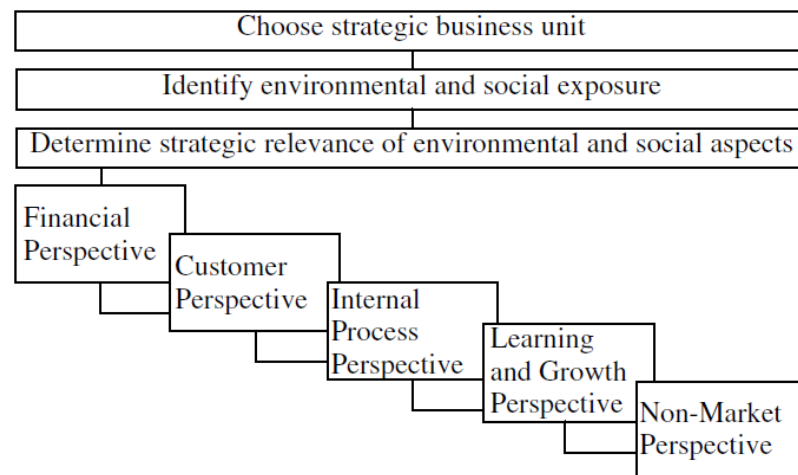 Choose strategic business unit
Identify environmental and social exposure
Determine strategic relevance of environmental and social aspects
Financial
Perspective
Customer
Perspective
Internal
Process
Perspective
Learning
and Growth
Perspective
Non-Market
Perspective